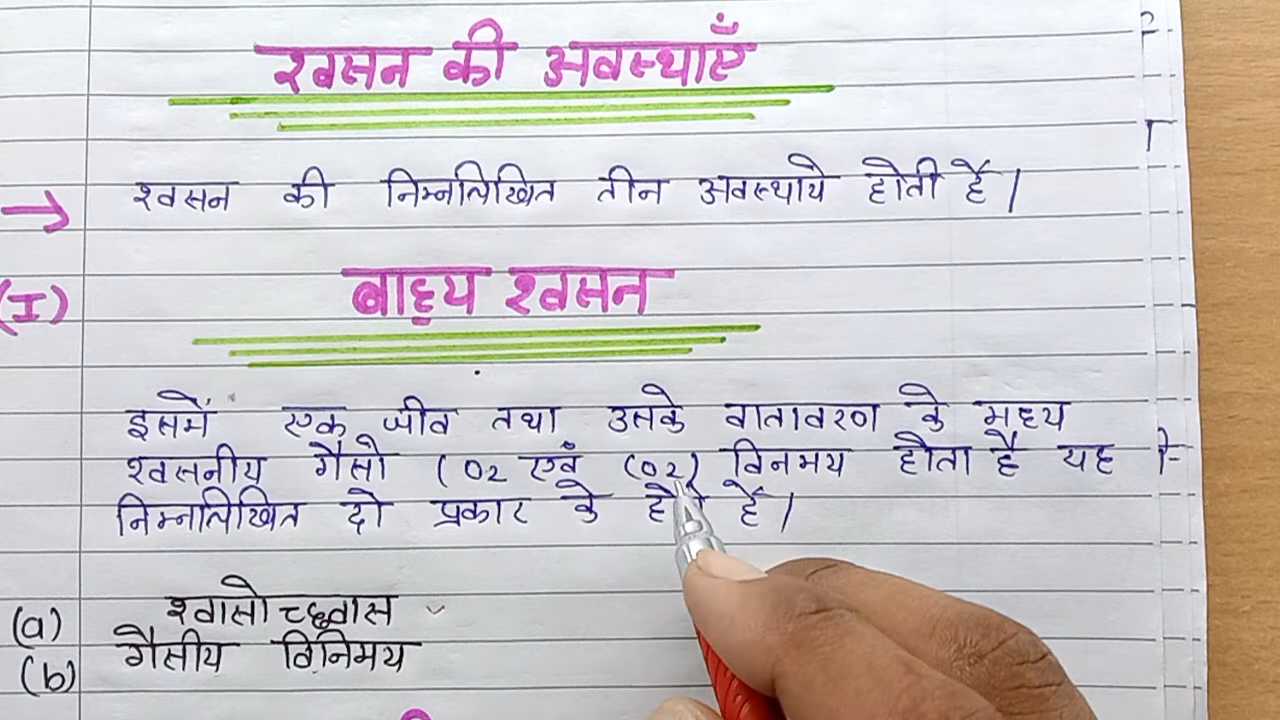 श्वसन की अवस्थाएँ
श्वसन की निम्नलिखित तीन अवस्थाये होती हैं।
(I) बाह्य श्वसन
इसमें एक जीव तथा उसके वातावरण के मध्य
श्वसनीय गैसो (O2 एवं CO2) विनमय होता है यह
निम्नलिखित दो प्रकार के हैं।
(a) श्वासोच्छ्वास
(b) गैसीय विनिमय